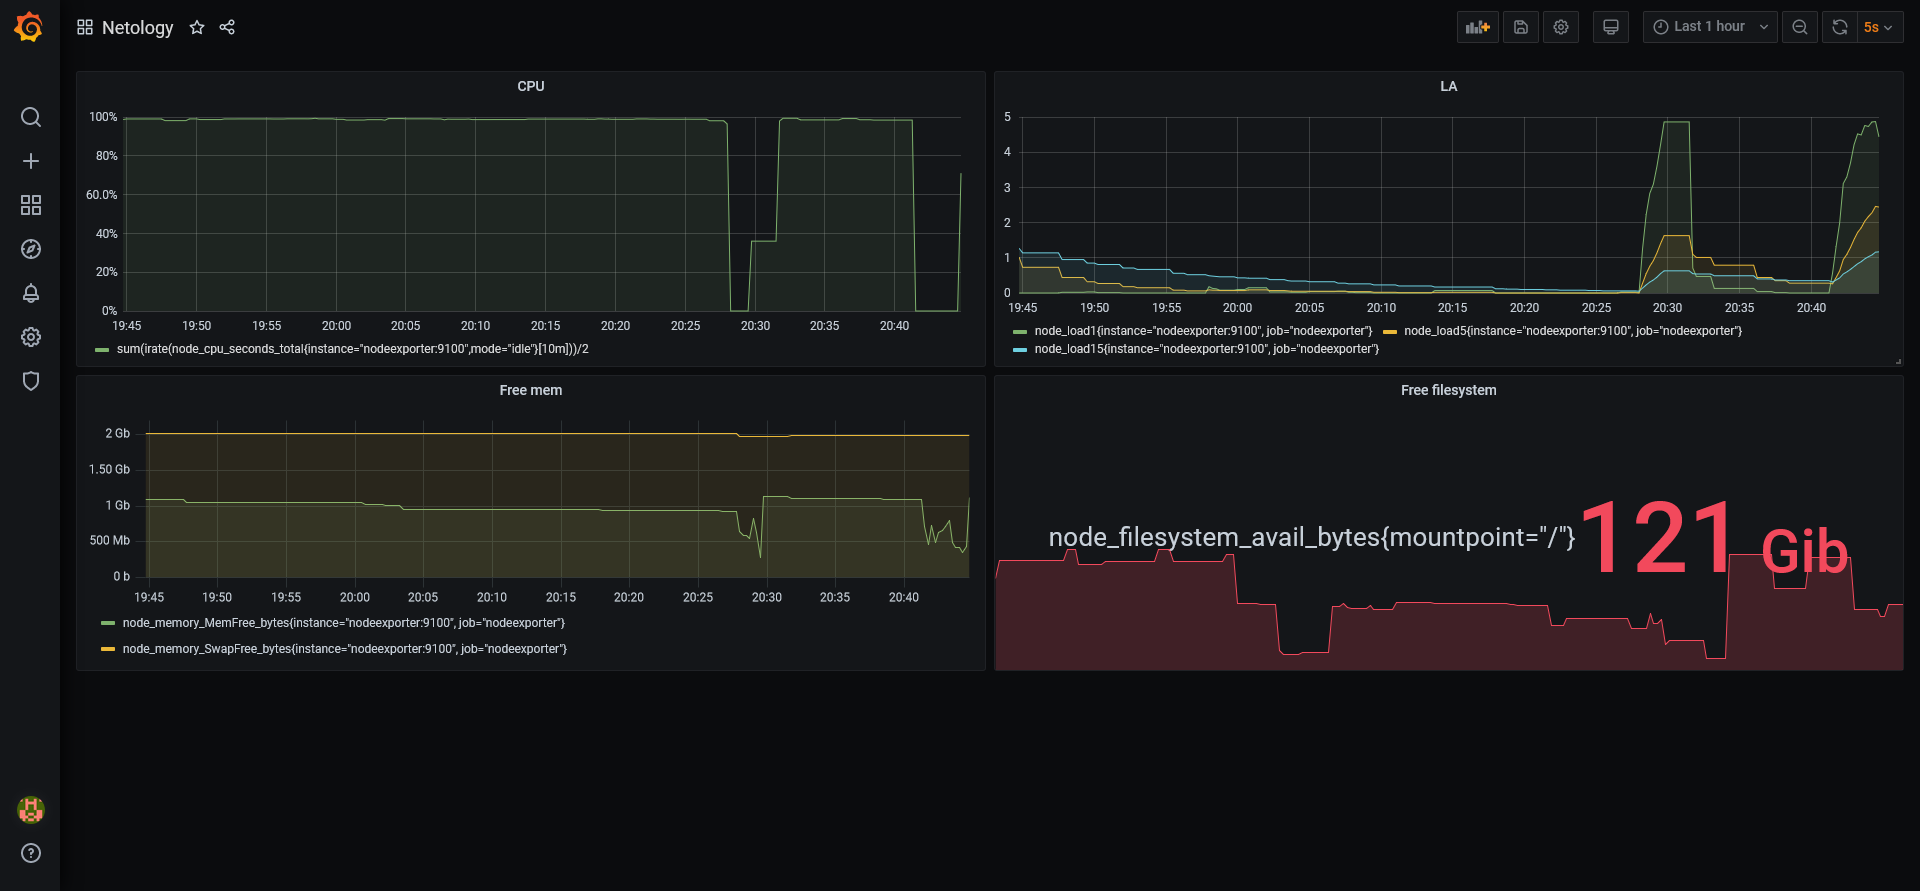 Netology
Last 1 hour
5s
CPU
100%
80%
60.0%
40%
20%
0%
19:45 19:50 19:55 20:00 20:05 20:10 20:15 20:20 20:25 20:30 20:35 20:40
sum(irate(node_cpu_seconds_total{instance="nodeexporter:9100",mode="idle"}[10m]))/2
LA
5
4
3
2
1
0
19:45 19:50 19:55 20:00 20:05 20:10 20:15 20:20 20:25 20:30 20:35 20:40
node_load1{instance="nodeexporter:9100", job="nodeexporter"} node_load5{instance="nodeexporter:9100", job="nodeexporter"}
node_load15{instance="nodeexporter:9100", job="nodeexporter"}
Free mem
2 Gb
1.50 Gb
1 Gb
500 Mb
0 b
19:45 19:50 19:55 20:00 20:05 20:10 20:15 20:20 20:25 20:30 20:35 20:40
node_memory_MemFree_bytes{instance="nodeexporter:9100", job="nodeexporter"}
node_memory_SwapFree_bytes{instance="nodeexporter:9100", job="nodeexporter"}
Free filesystem
node_filesystem_avail_bytes{mountpoint="/"} 121 Gib